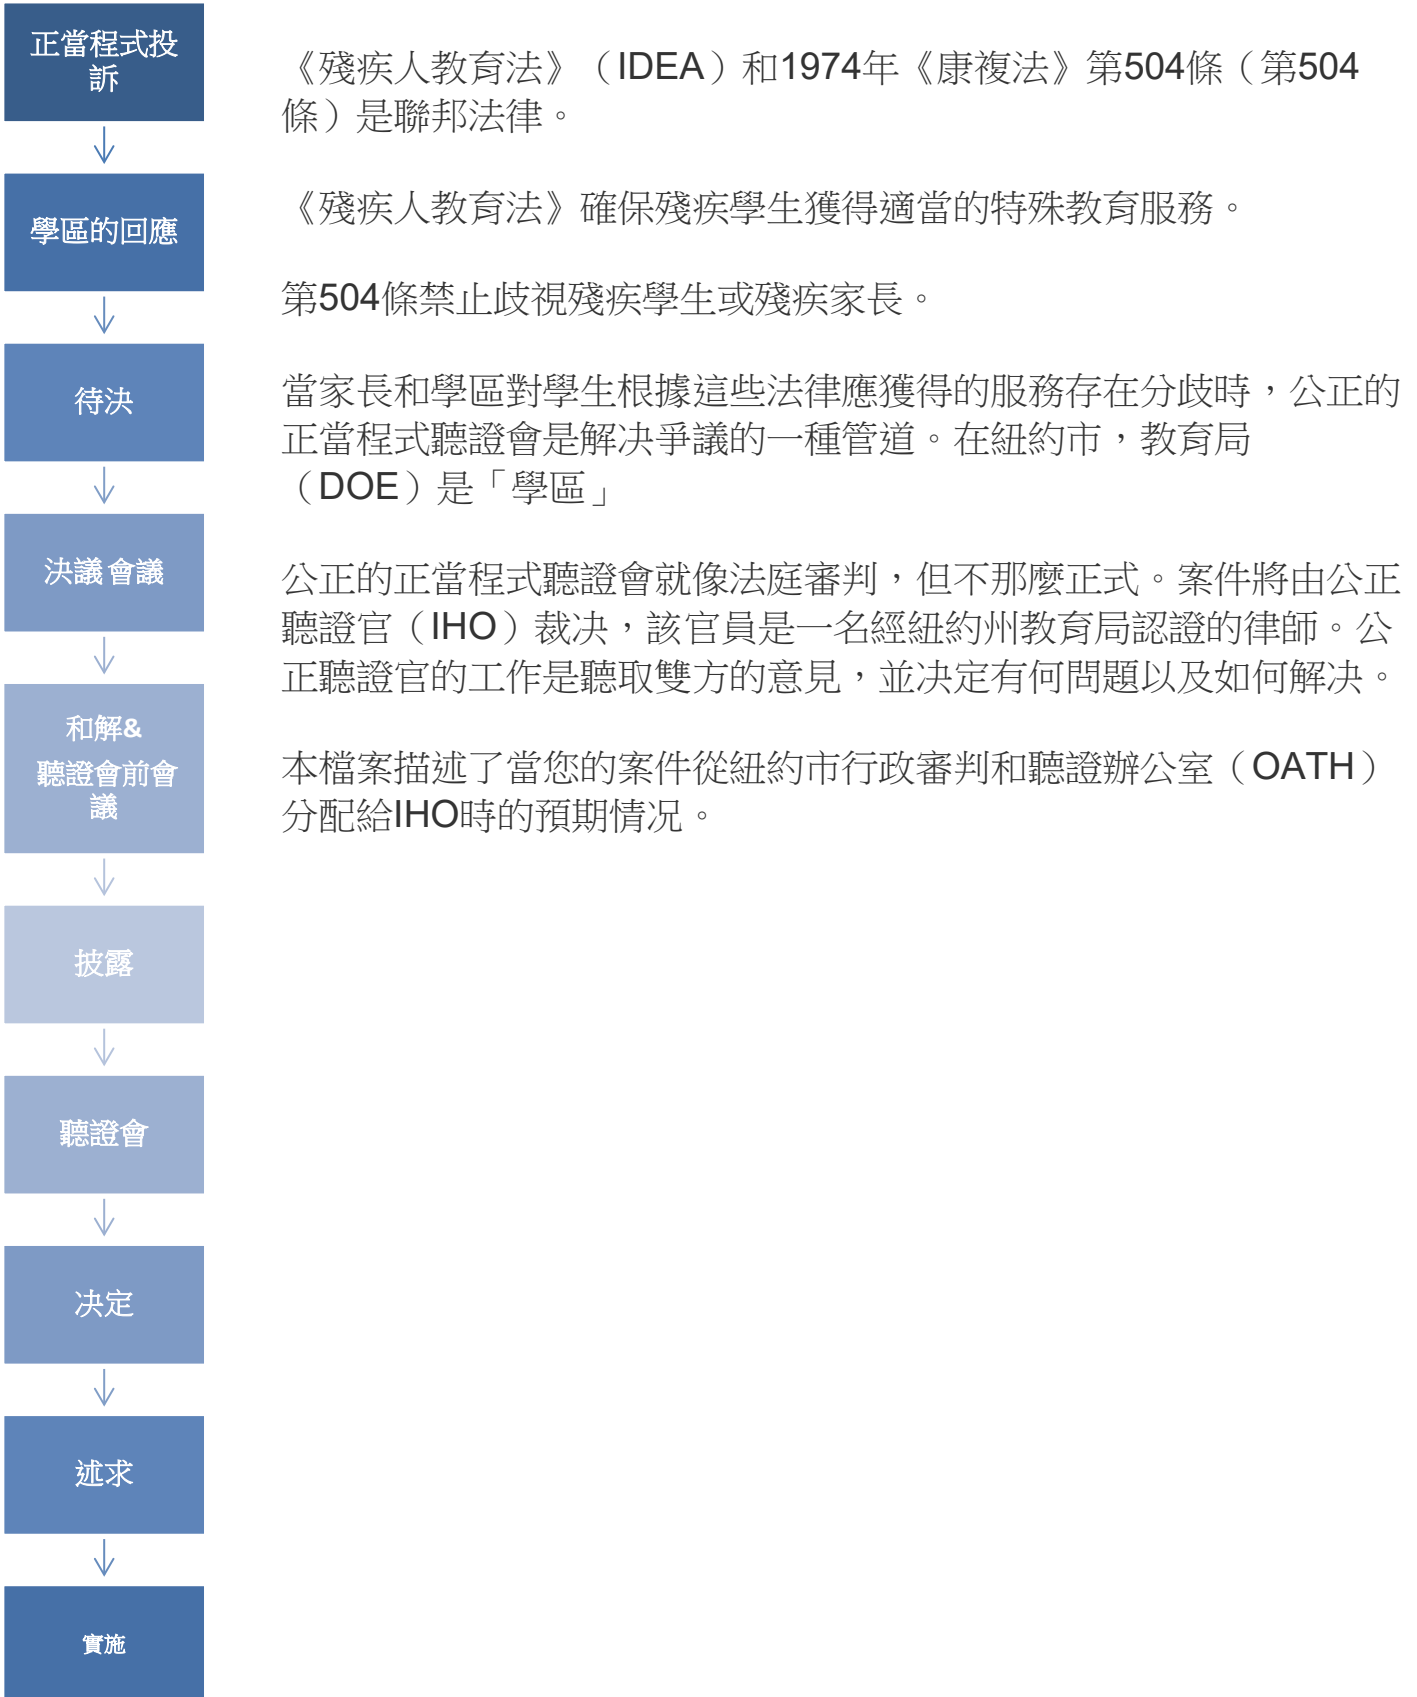 正當程式投
訴
學區的回應
待決
決議 會議
和解&
聽證會前會
議
披露
聽證會
決定
述求
實施
《殘疾人教育法》（IDEA）和1974年《康複法》第504條（第504
條）是聯邦法律。
《殘疾人教育法》確保殘疾學生獲得適當的特殊教育服務。
第504條禁止歧視殘疾學生或殘疾家長。
當家長和學區對學生根據這些法律應獲得的服務存在分歧時，公正的
正當程式聽證會是解決爭議的一種管道。在紐約市，教育局
（DOE）是「學區」
公正的正當程式聽證會就像法庭審判，但不那麼正式。案件將由公正
聽證官（IHO）裁決，該官員是一名經紐約州教育局認證的律師。公
正聽證官的工作是聽取雙方的意見，並決定有何問題以及如何解決。
本檔案描述了當您的案件從紐約市行政審判和聽證辦公室（OATH）
分配給IHO時的預期情況。